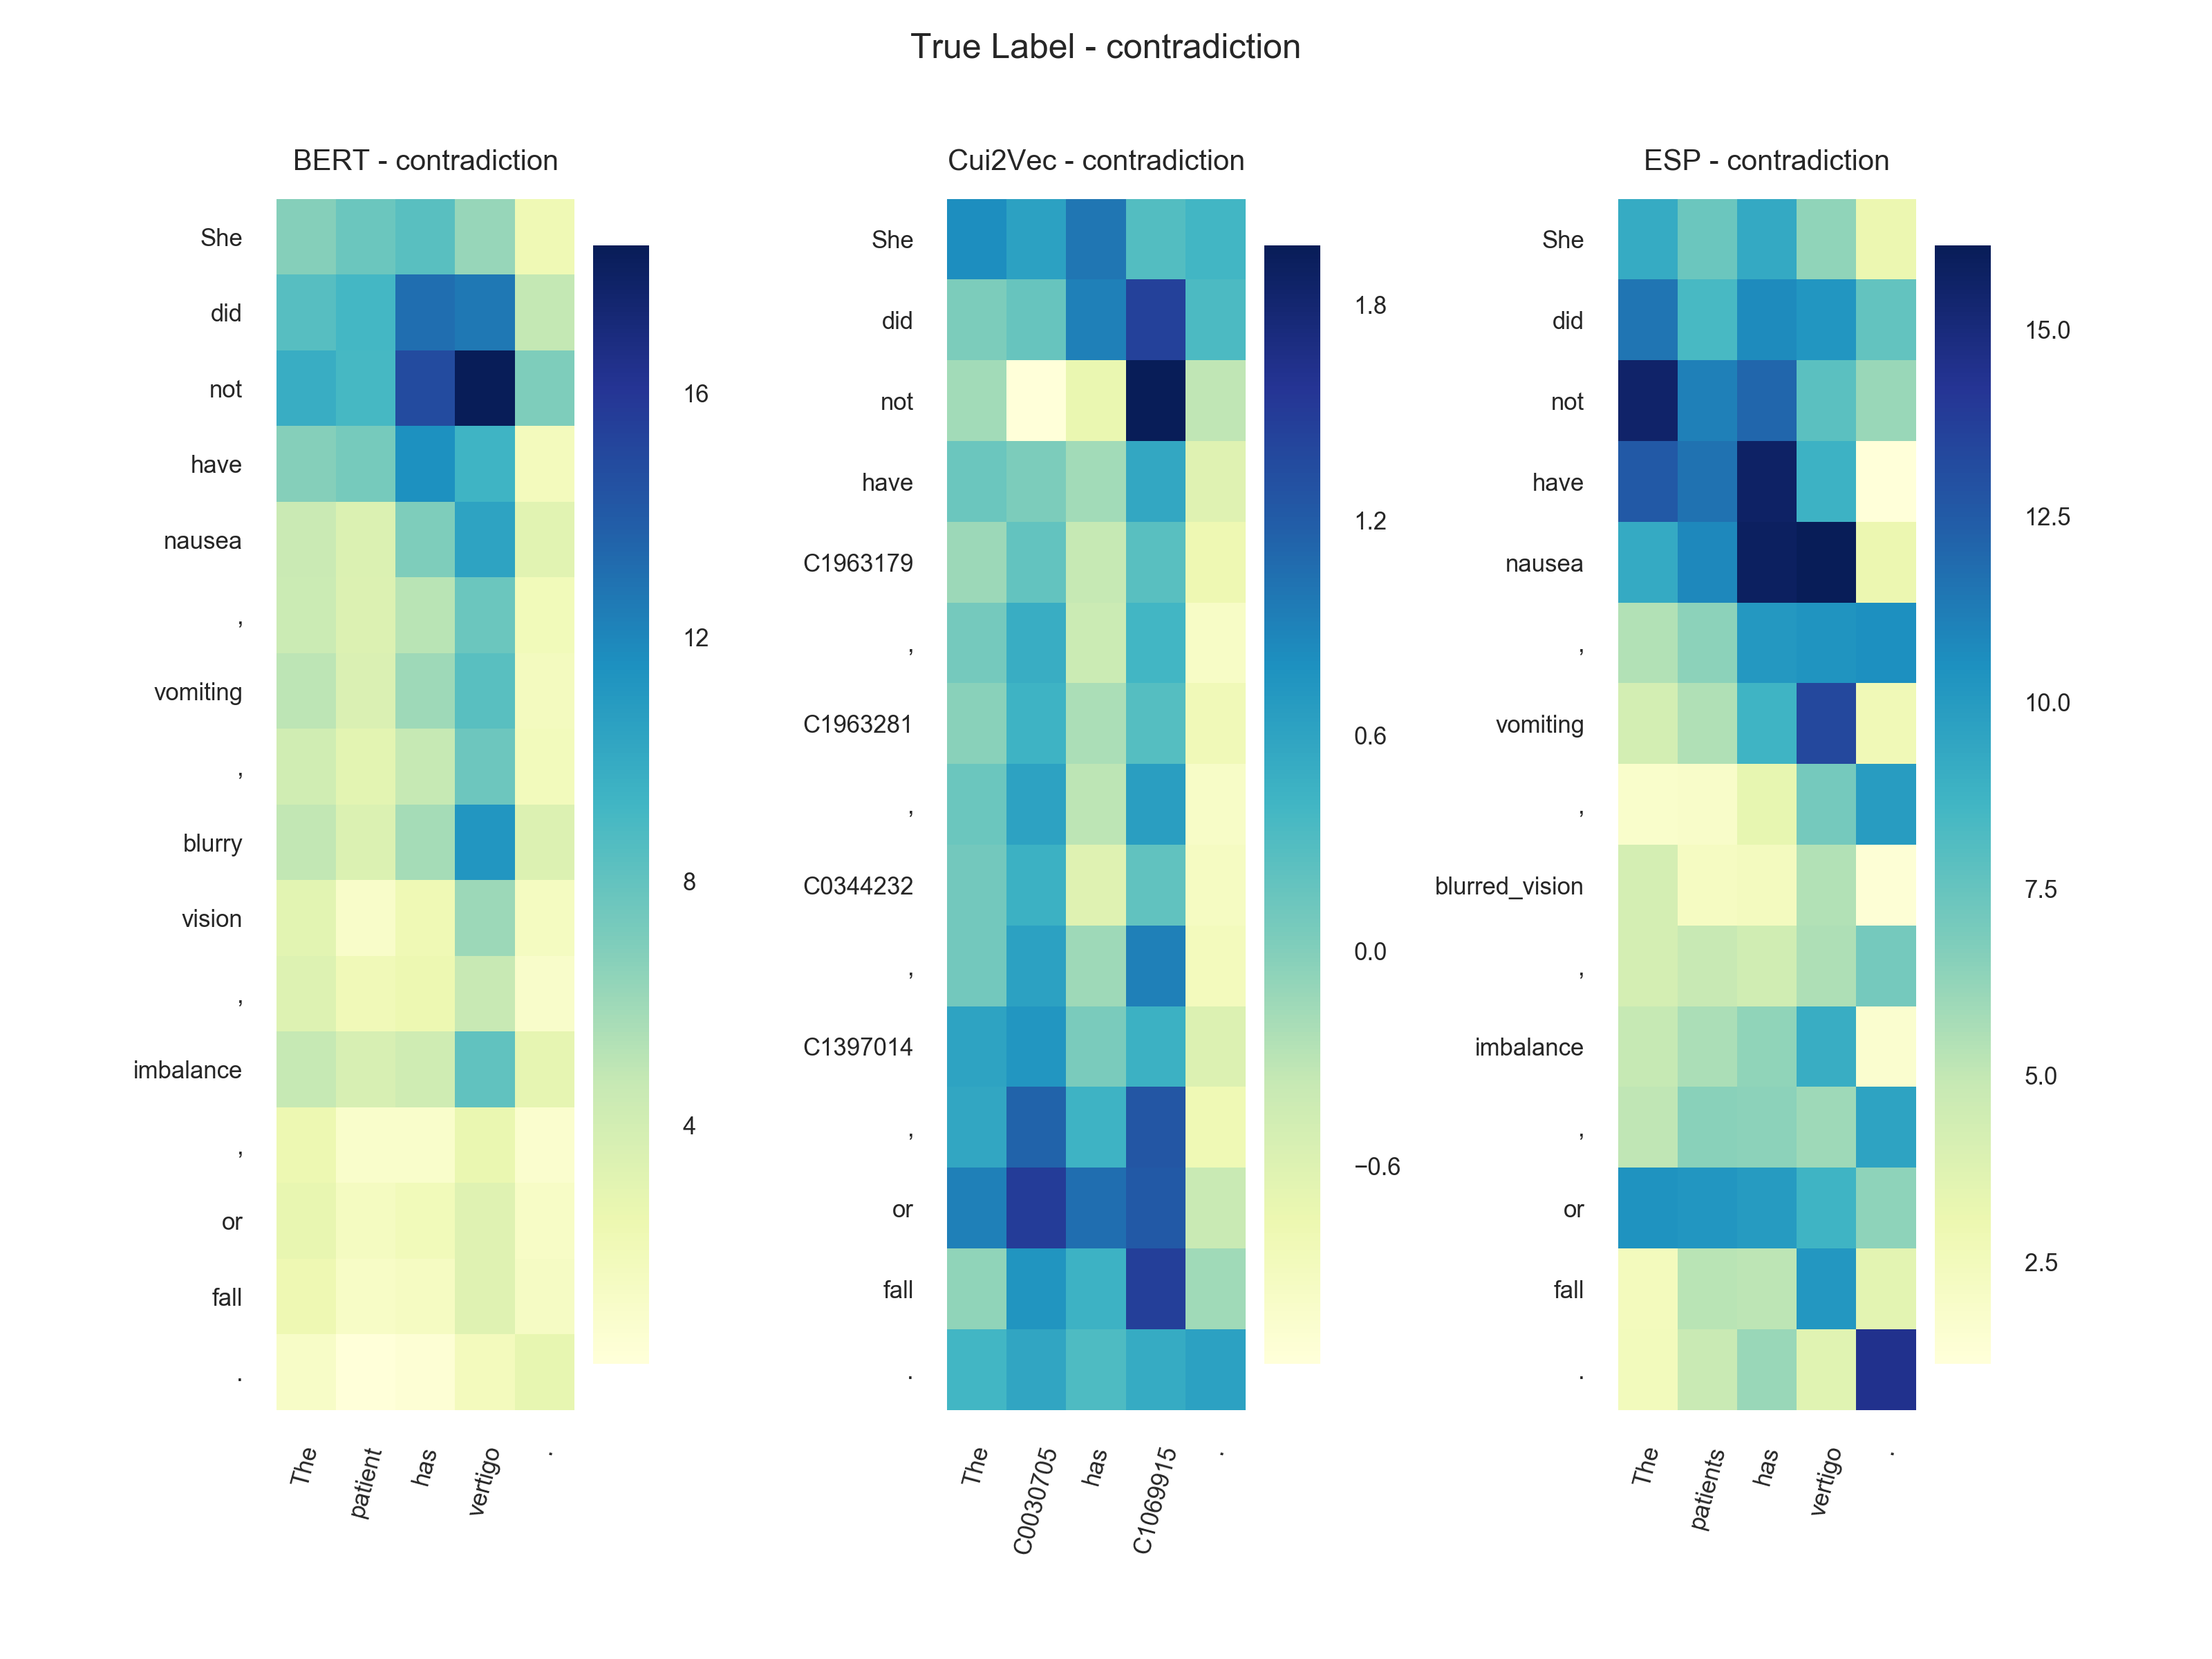 True Label - contradiction
BERT - contradiction
She
did
not
have
nausea
,
vomiting
,
blurry
vision
,
imbalance
,
or
fall
.
The
patient
has
vertigo
.
16
12
8
4
Cui2Vec - contradiction
She
did
not
have
C1963179
,
C1963281
,
C0344232
,
C1397014
,
or
fall
.
The
C0030705
has
C1069915
.
1.8
1.2
0.6
0.0
−0.6
ESP - contradiction
She
did
not
have
nausea
,
vomiting
,
blurred_vision
,
imbalance
,
or
fall
.
The
patients
has
vertigo
.
15.0
12.5
10.0
7.5
5.0
2.5